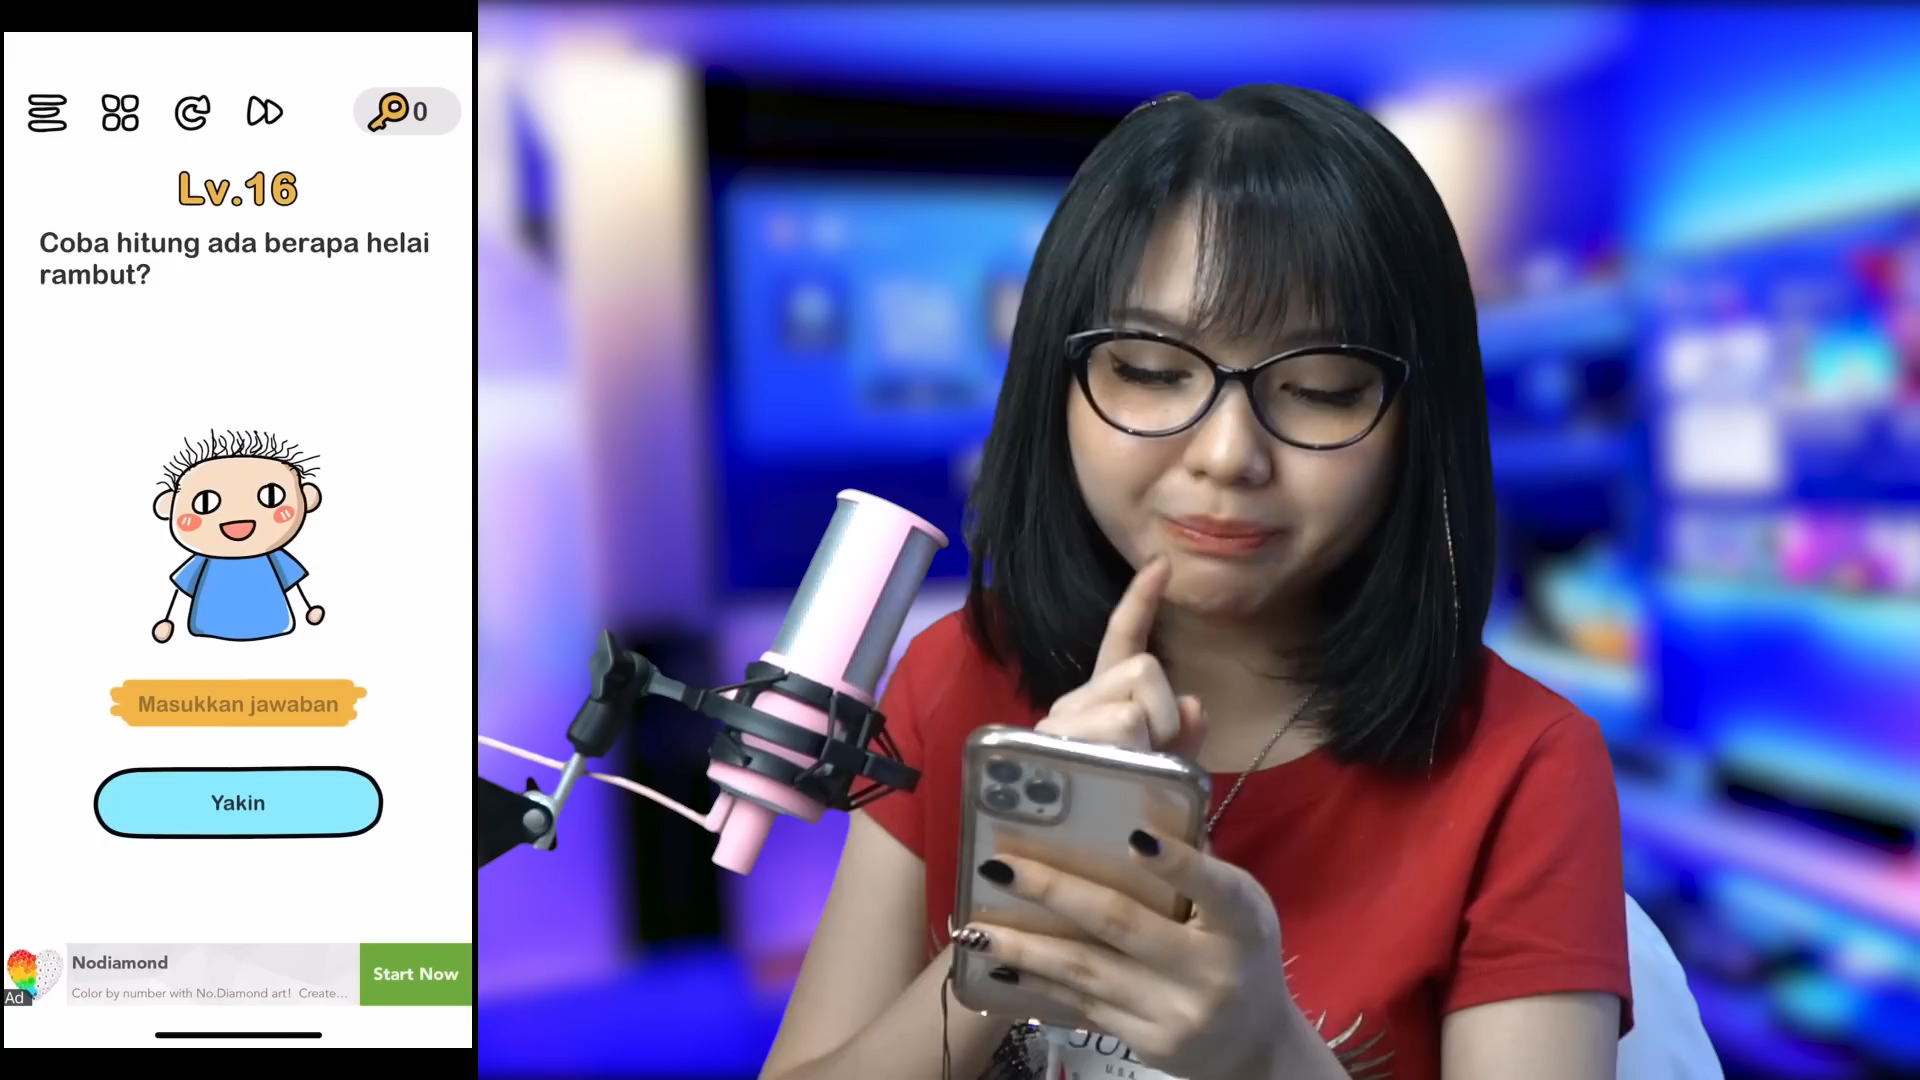 0
Lv.16
Coba hitung ada berapa helai
rambut?
Masukkan jawaban
Yakin
Nodiamond
Color by number with No.Diamond art! Create...
Start Now
Ad
U.S.A.